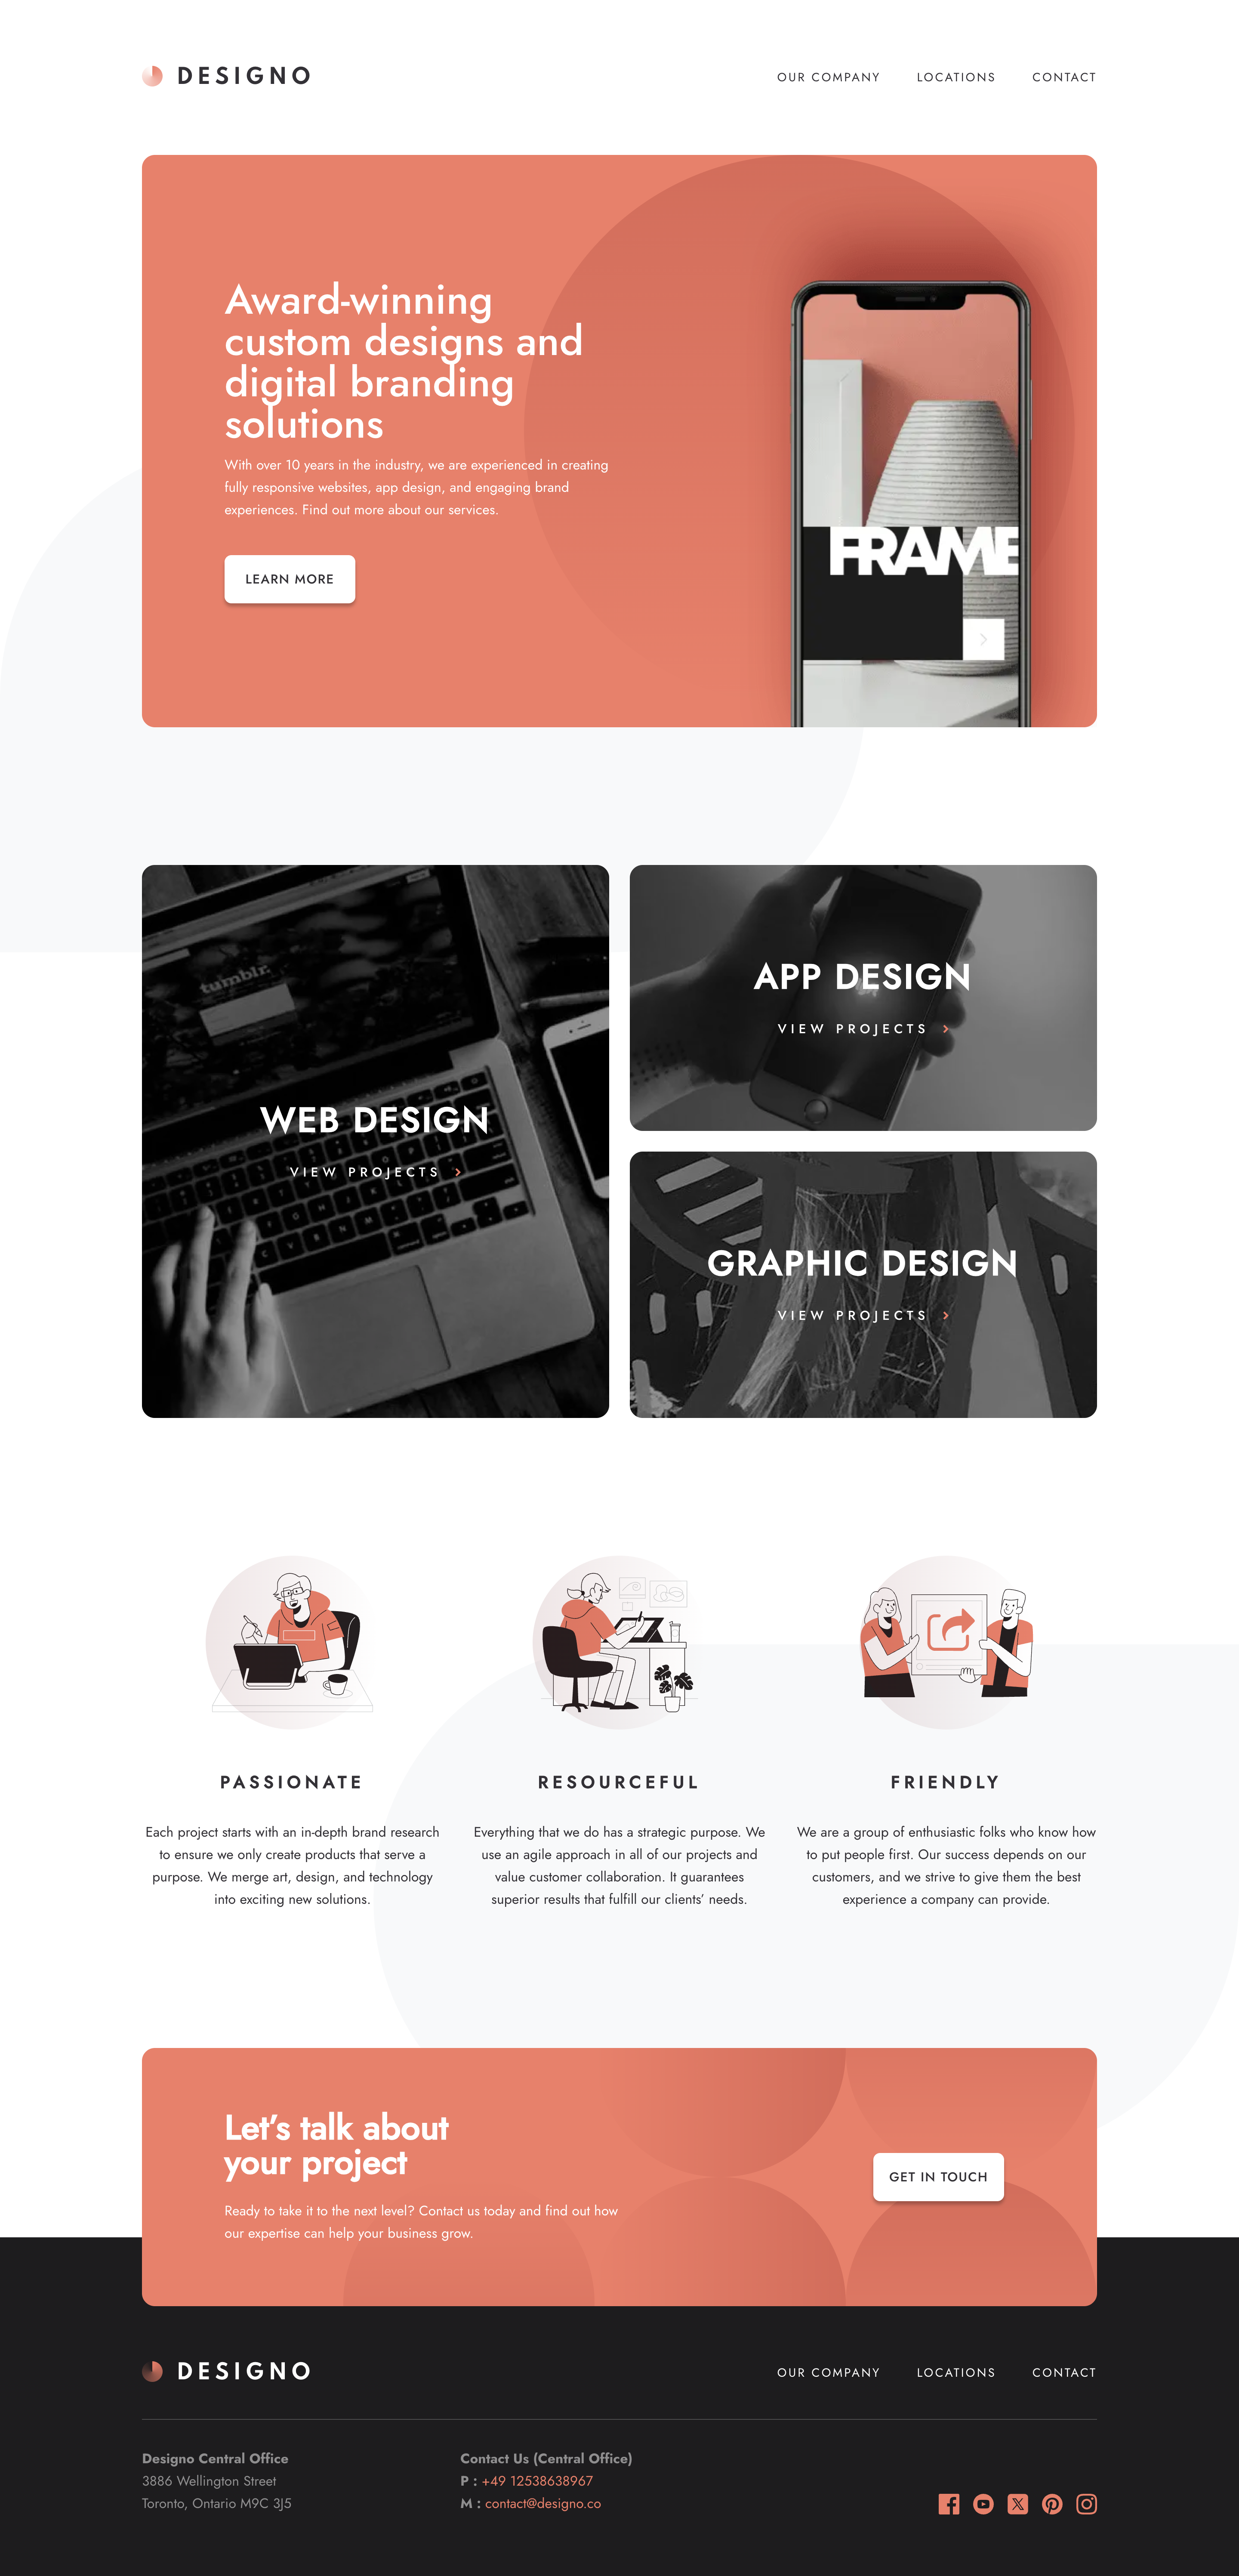 DESIGNO
OUR COMPANY LOCATIONS CONTACT
Award-winning
custom designs and
digital branding
solutions
With over 10 years in the industry, we are experienced in creating
fully responsive websites, app design, and engaging brand
experiences. Find out more about our services.
LEARN MORE
FRAME
tumblr.
WEB DESIGN
VIEW PROJECTS
APP DESIGN
VIEW PROJECTS
GRAPHIC DESIGN
VIEW PROJECTS
PASSIONATE
Each project starts with an in-depth brand research
to ensure we only create products that serve a
purpose. We merge art, design, and technology
into exciting new solutions.
RESOURCEFUL
Everything that we do has a strategic purpose. We
use an agile approach in all of our projects and
value customer collaboration. It guarantees
superior results that fulfill our clients’ needs.
FRIENDLY
We are a group of enthusiastic folks who know how
to put people first. Our success depends on our
customers, and we strive to give them the best
experience a company can provide.
Let’s talk about
your project
Ready to take it to the next level? Contact us today and find out how
our expertise can help your business grow.
GET IN TOUCH
DESIGNO
OUR COMPANY LOCATIONS CONTACT
Designo Central Office
3886 Wellington Street
Toronto, Ontario M9C 3J5
Contact Us (Central Office)
P : +49 12538638967
M : contact@designo.co